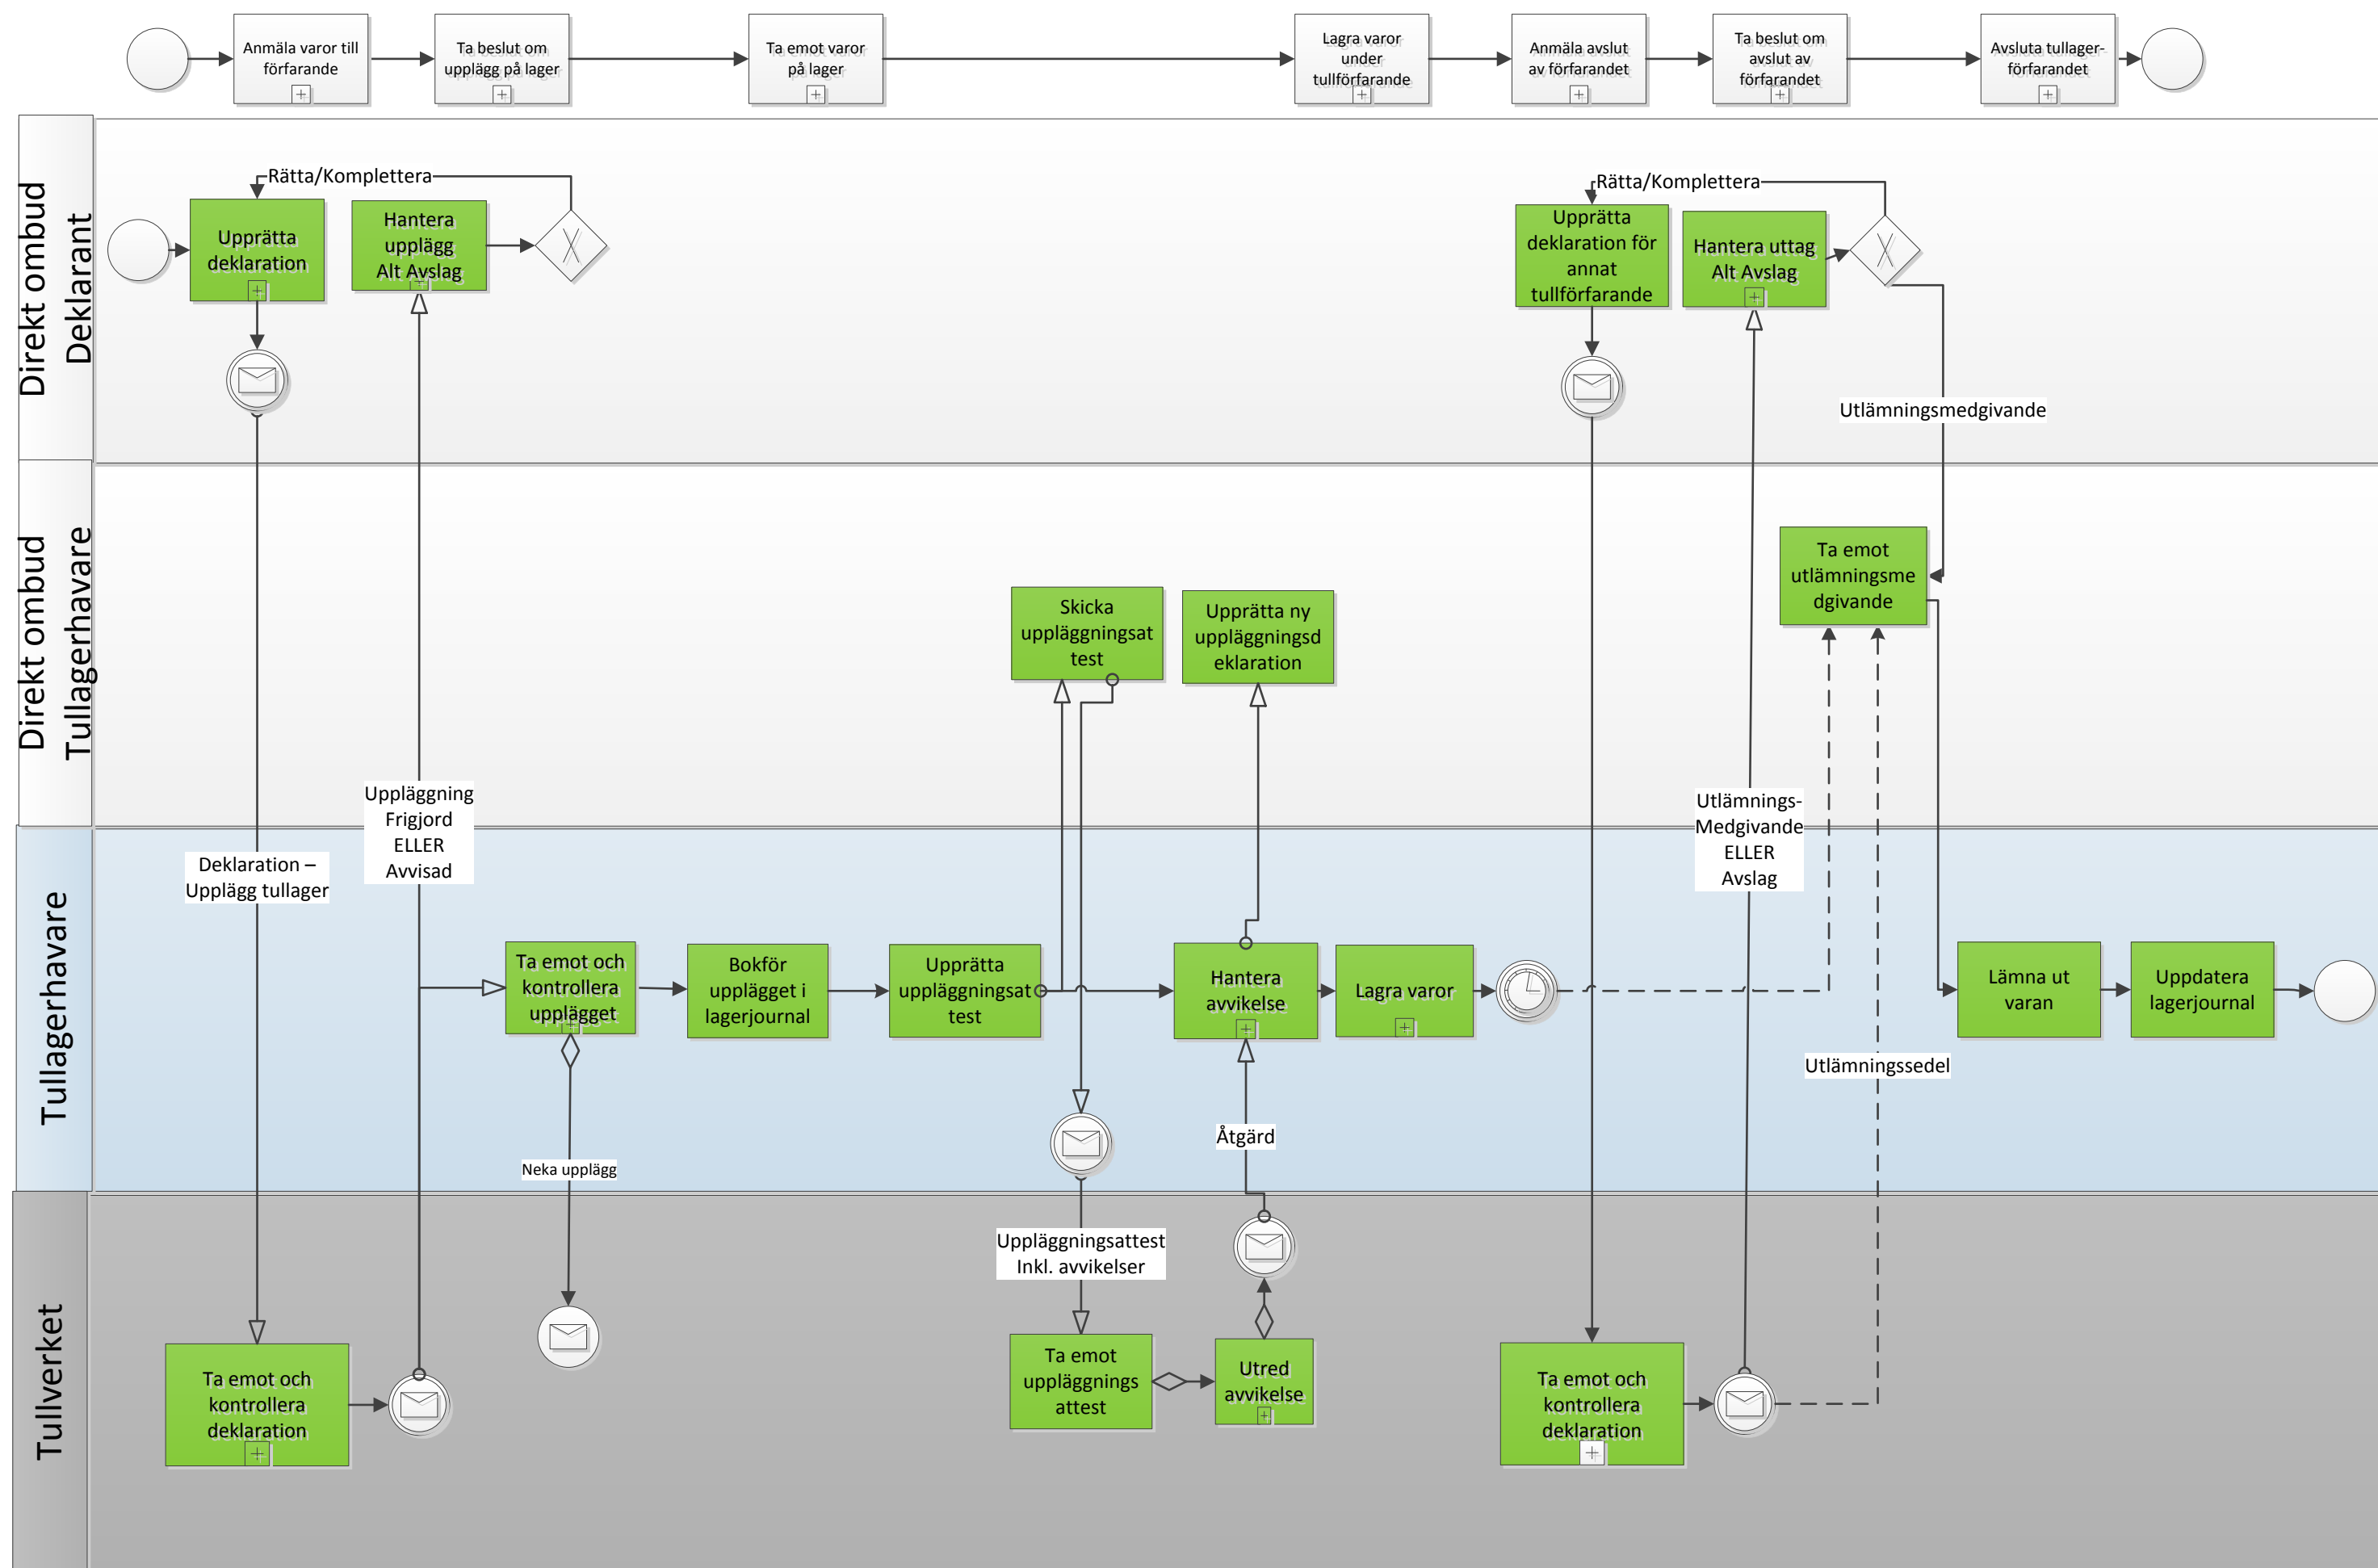 Anmäla varor till
förfarande
Ta beslut om
upplägg på lager
Ta emot varor
på lager
Lagra varor
under
tullförfarande
Anmäla avslut
av förfarandet
Ta beslut om
avslut av
förfarandet
Avsluta tullager-
förfarandet
Direkt ombud
Deklarant
Rätta/Komplettera
Upprätta
deklaration
Hantera
upplägg
Alt Avslag
Rätta/Komplettera
Upprätta
deklaration för
annat
tullförfarande
Hantera uttag
Alt Avslag
Utlämningsmedgivande
Direkt ombud
Tullagerhavare
Skicka
uppläggningsat
test
Upprätta ny
uppläggningsd
eklaration
Ta emot
utlämningsme
dgivande
Uppläggning
Frigjord
ELLER
Avvisad
Utlämnings-
Medgivande
ELLER
Avslag
Deklaration –
Upplägg tullager
Tullagerhavare
Ta emot och
kontrollera
upplägget
Bokför
upplägget i
lagerjournal
Upprätta
uppläggningsat
test
Hantera
avvikelse
Lagra varor
Lämna ut
varan
Uppdatera
lagerjournal
Utlämningssedel
Åtgärd
Neka upplägg
Tullverket
Uppläggningsattest
Inkl. avvikelser
Ta emot och
kontrollera
deklaration
Ta emot
uppläggnings
attest
Utred
avvikelse
Ta emot och
kontrollera
deklaration